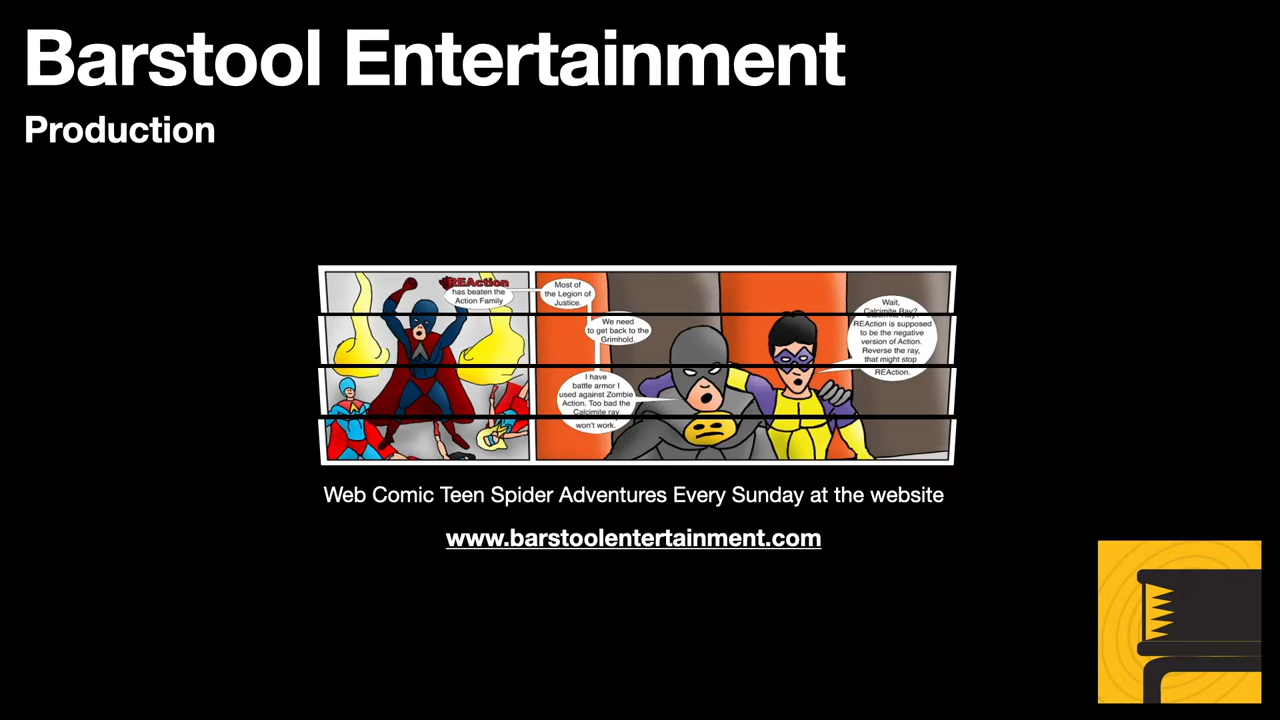 Barstool Entertainment
Production
REAction
has beaten the
Action Family
Most of
the Legion of
Justice.
We need
to get back to the
Grimhold.
I have
battle armor I
used against Zombie
Action. Too bad the
Calcimite ray
won't work.
Wait,
Calcimite Ray?
REAction is supposed
to be the negative
version of Action.
Reverse the ray,
that might stop
REAction.
Web Comic Teen Spider Adventures Every Sunday at the website
www.barstoolentertainment.com